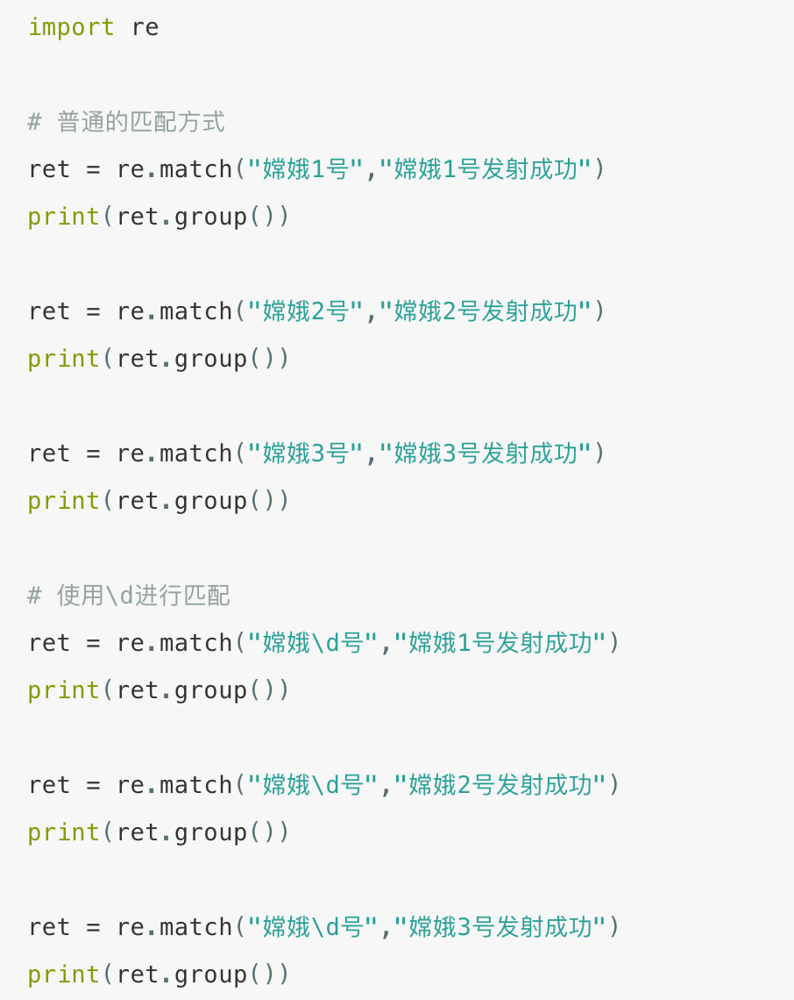 import re
# 普通的匹配方式
ret = re.match("嫦娥1号","嫦娥1号发射成功")
print(ret.group())
ret = re.match("嫦娥2号","嫦娥2号发射成功")
print(ret.group())
ret = re.match("嫦娥3号","嫦娥3号发射成功")
print(ret.group())
# 使用\d进行匹配
ret = re.match("嫦娥\d号","嫦娥1号发射成功")
print(ret.group())
ret = re.match("嫦娥\d号","嫦娥2号发射成功")
print(ret.group())
ret = re.match("嫦娥\d号","嫦娥3号发射成功")
print(ret.group())